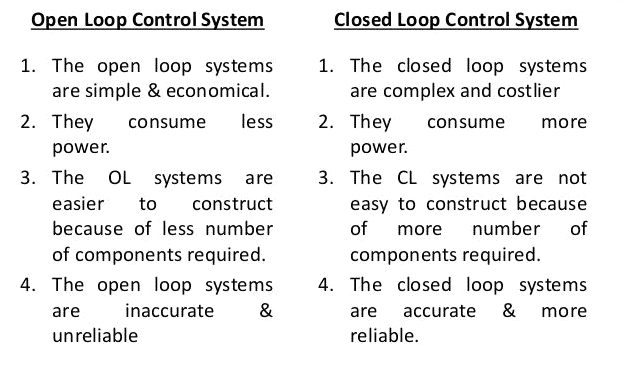 Open Loop Control System
1. The open loop systems
are simple & economical.
2. They consume less
power.
3. The OL systems are
easier to construct
because of less number
of components required.
4. The open loop systems
are inaccurate &
unreliable
Closed Loop Control System
1. The closed loop systems
are complex and costlier
2. They consume more
power.
3. The CL systems are not
easy to construct because
of more number of
components required.
4. The closed loop systems
are accurate & more
reliable.